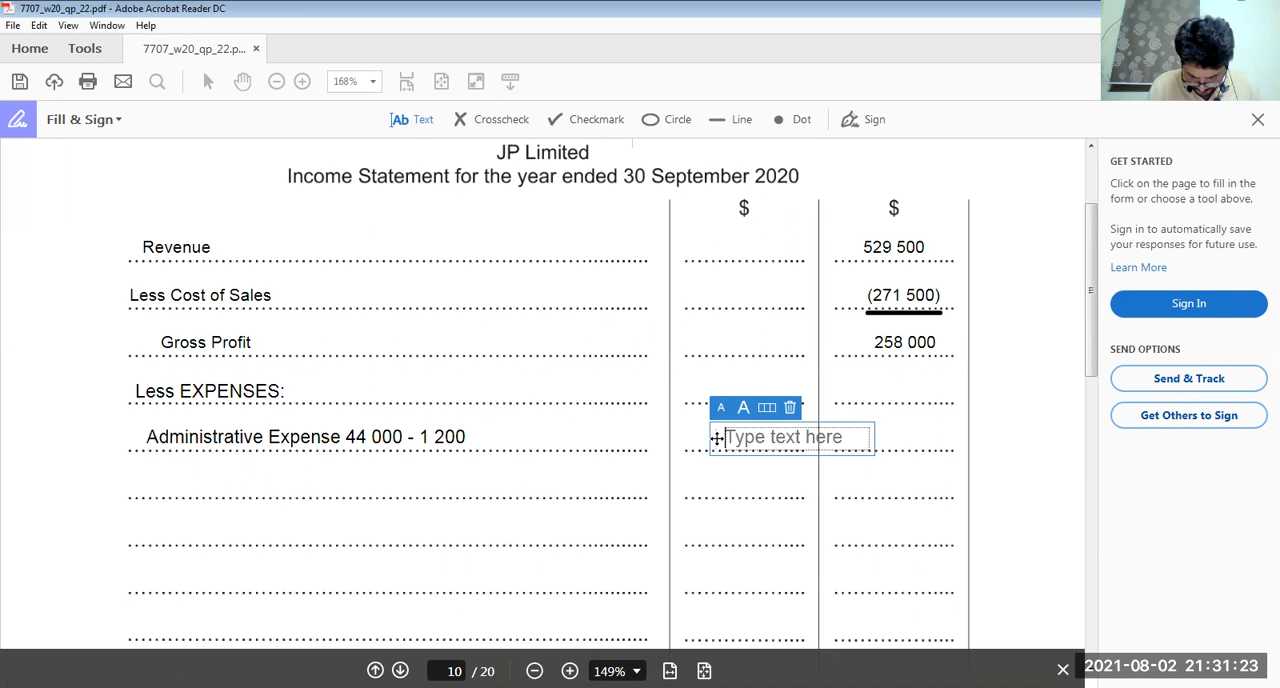 7707_w20_qp_22.pdf - Adobe Acrobat Reader DC
File Edit View Window Help
Home Tools 7707_w20_qp_22.p... ×
168%
Fill & Sign
Ab Text Crosscheck Checkmark Circle Line Dot Sign
JP Limited
Income Statement for the year ended 30 September 2020
$ $
Revenue 529 500
Less Cost of Sales (271 500)
Gross Profit 258 000
Less EXPENSES:
A A
Administrative Expense 44 000 - 1 200 Type text here
GET STARTED
Click on the page to fill in the
form or choose a tool above.
Sign in to automatically save
your responses for future use.
Learn More
Sign In
SEND OPTIONS
Send & Track
Get Others to Sign
10 / 20 149%
2021-08-02 21:31:23